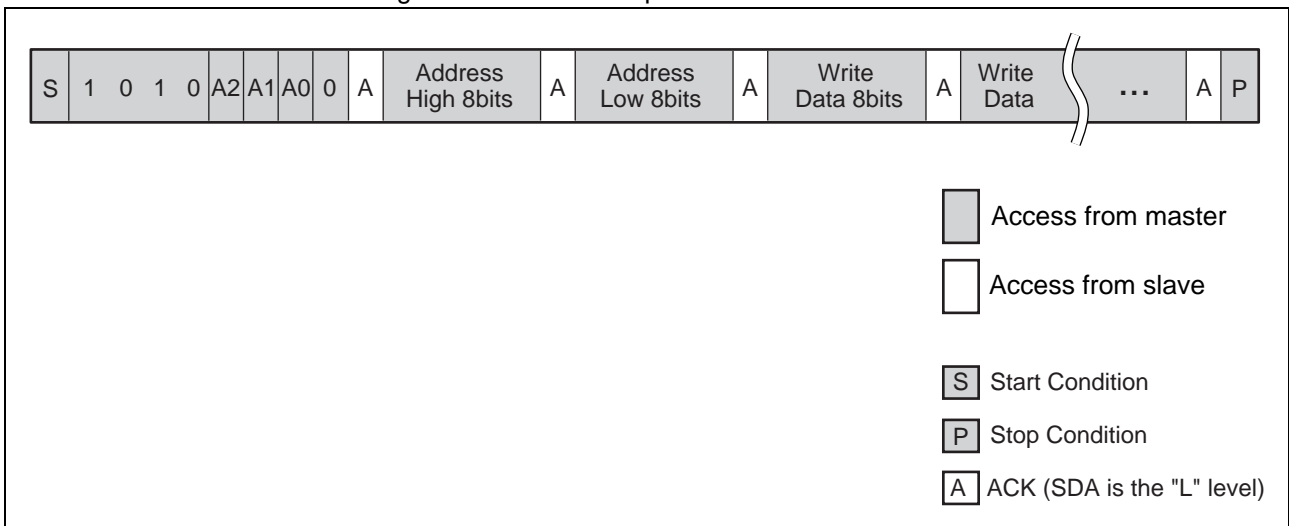 S 1 0 1 0 A2 A1 A0 0 A Address High 8bits A Address Low 8bits A Write Data 8bits A Write Data ... A P
Access from master
Access from slave
S Start Condition
P Stop Condition
A ACK (SDA is the "L" level)